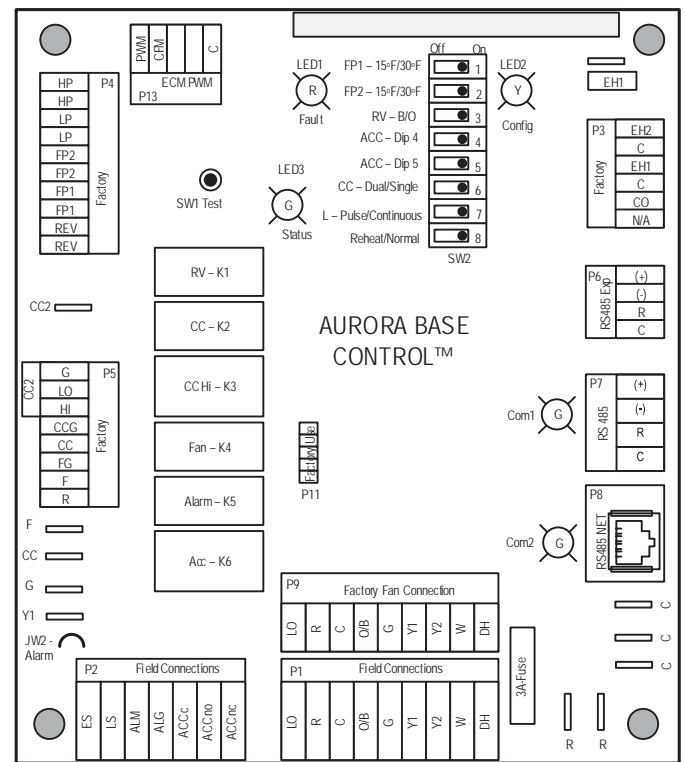 PWM
CFM
C
ECM PWM
P13
Off
On
LED1
R
Fault
FP1 – 15ºF/30ºF
1
FP2 – 15ºF/30ºF
2
RV – B/O
3
ACC – Dip 4
4
ACC – Dip 5
5
CC – Dual/Single
6
L – Pulse/Continuous
7
Reheat/Normal
8
SW2
LED2
Y
Config
EH1
HP
HP
LP
LP
FP2
FP2
FP1
FP1
REV
REV
P4
Factory
SW1 Test
LED3
G
Status
P3
Factory
EH2
C
EH1
C
CO
N/A
RV – K1
CC – K2
CC Hi – K3
Fan – K4
Alarm – K5
Acc – K6
AURORA BASE
CONTROL™
P6
RS485 Exp
(+)
(-)
R
C
CC2
CC2
G
LO
HI
CCG
CC
FG
F
R
P5
Factory
Factory Use
P11
Com1
G
P7
RS 485
(+)
(-)
R
C
Com2
G
P8
RS485 NET
F
CC
G
Y1
JW2 -
Alarm
P9
Factory Fan Connection
LO
R
C
O/B
G
Y1
Y2
W
DH
C
C
C
P2
Field Connections
ES
LS
ALM
ALG
ACCc
ACCno
ACCnc
P1
Field Connections
LO
R
C
O/B
G
Y1
Y2
W
DH
3A-Fuse
R
R